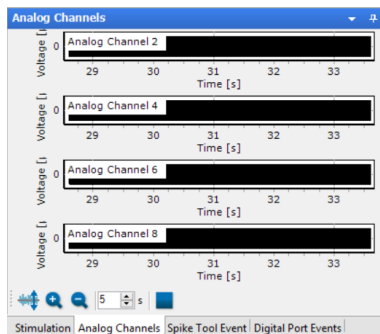 Analog Channels
Analog Channel 2
0
29 30 31 32 33
Time [s]
Analog Channel 4
0
29 30 31 32 33
Time [s]
Analog Channel 6
0
29 30 31 32 33
Time [s]
Analog Channel 8
0
29 30 31 32 33
Time [s]
Voltage
Voltage
Voltage
Voltage
5 s
Stimulation Analog Channels Spike Tool Event Digital Port Events